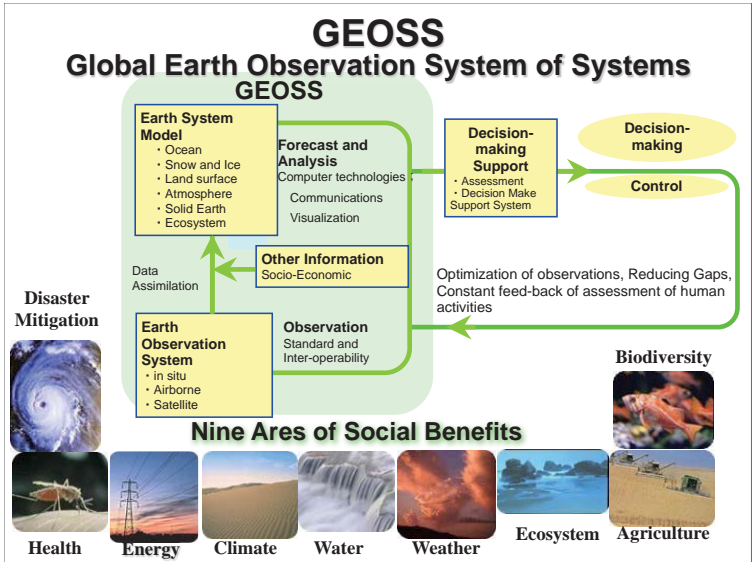 GEOSS
Global Earth Observation System of Systems
GEOSS
Earth System
Model
・Ocean
・Snow and Ice
・Land surface
・Atmosphere
・Solid Earth
・Ecosystem
Forecast and
Analysis
Computer technologies
Communications
Visualization
Decision-
making
Support
・Assessment
・Decision Make
Support System
Decision-
making
Control
Data
Assimilation
Other Information
Socio-Economic
Optimization of observations, Reducing Gaps,
Constant feed-back of assessment of human
activities
Earth
Observation
System
・in situ
・Airborne
・Satellite
Observation
Standard and
Inter-operability
Disaster
Mitigation
Biodiversity
Nine Ares of Social Benefits
Health
Energy
Climate
Water
Weather
Ecosystem
Agriculture